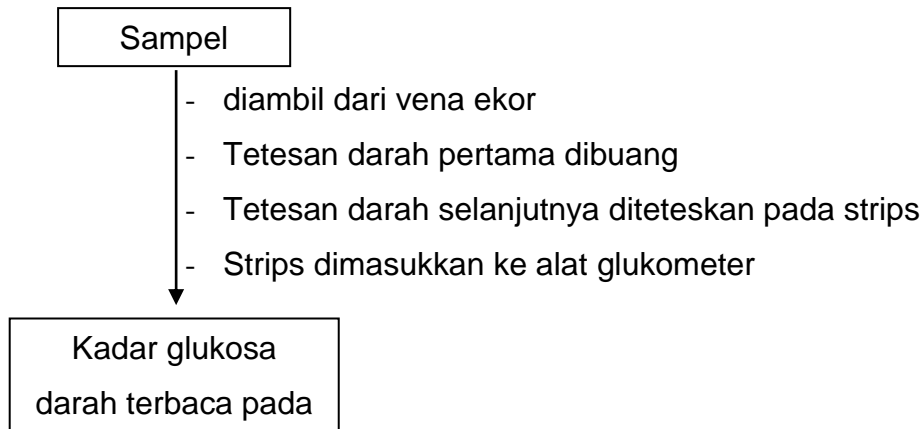 Sampel
- diambil dari vena ekor
- Tetesan darah pertama dibuang
- Tetesan darah selanjutnya diteteskan pada strips
- Strips dimasukkan ke alat glukometer
Kadar glukosa
darah terbaca pada